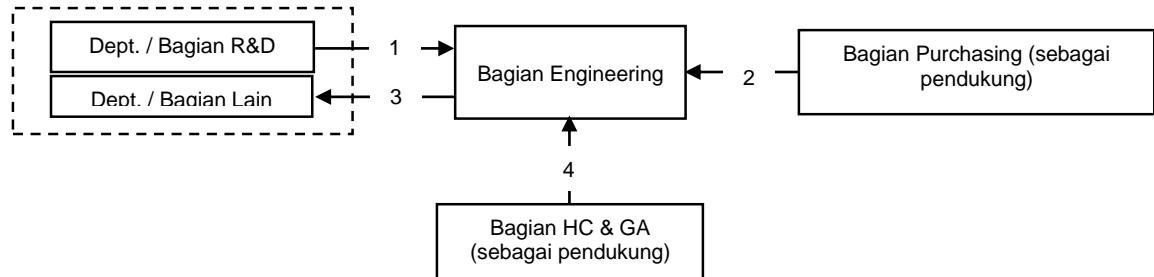 Dept. / Bagian R&D
1
Bagian Engineering
2
Bagian Purchasing (sebagai
pendukung)
Dept. / Bagian Lain
3
4
Bagian HC & GA
(sebagai pendukung)